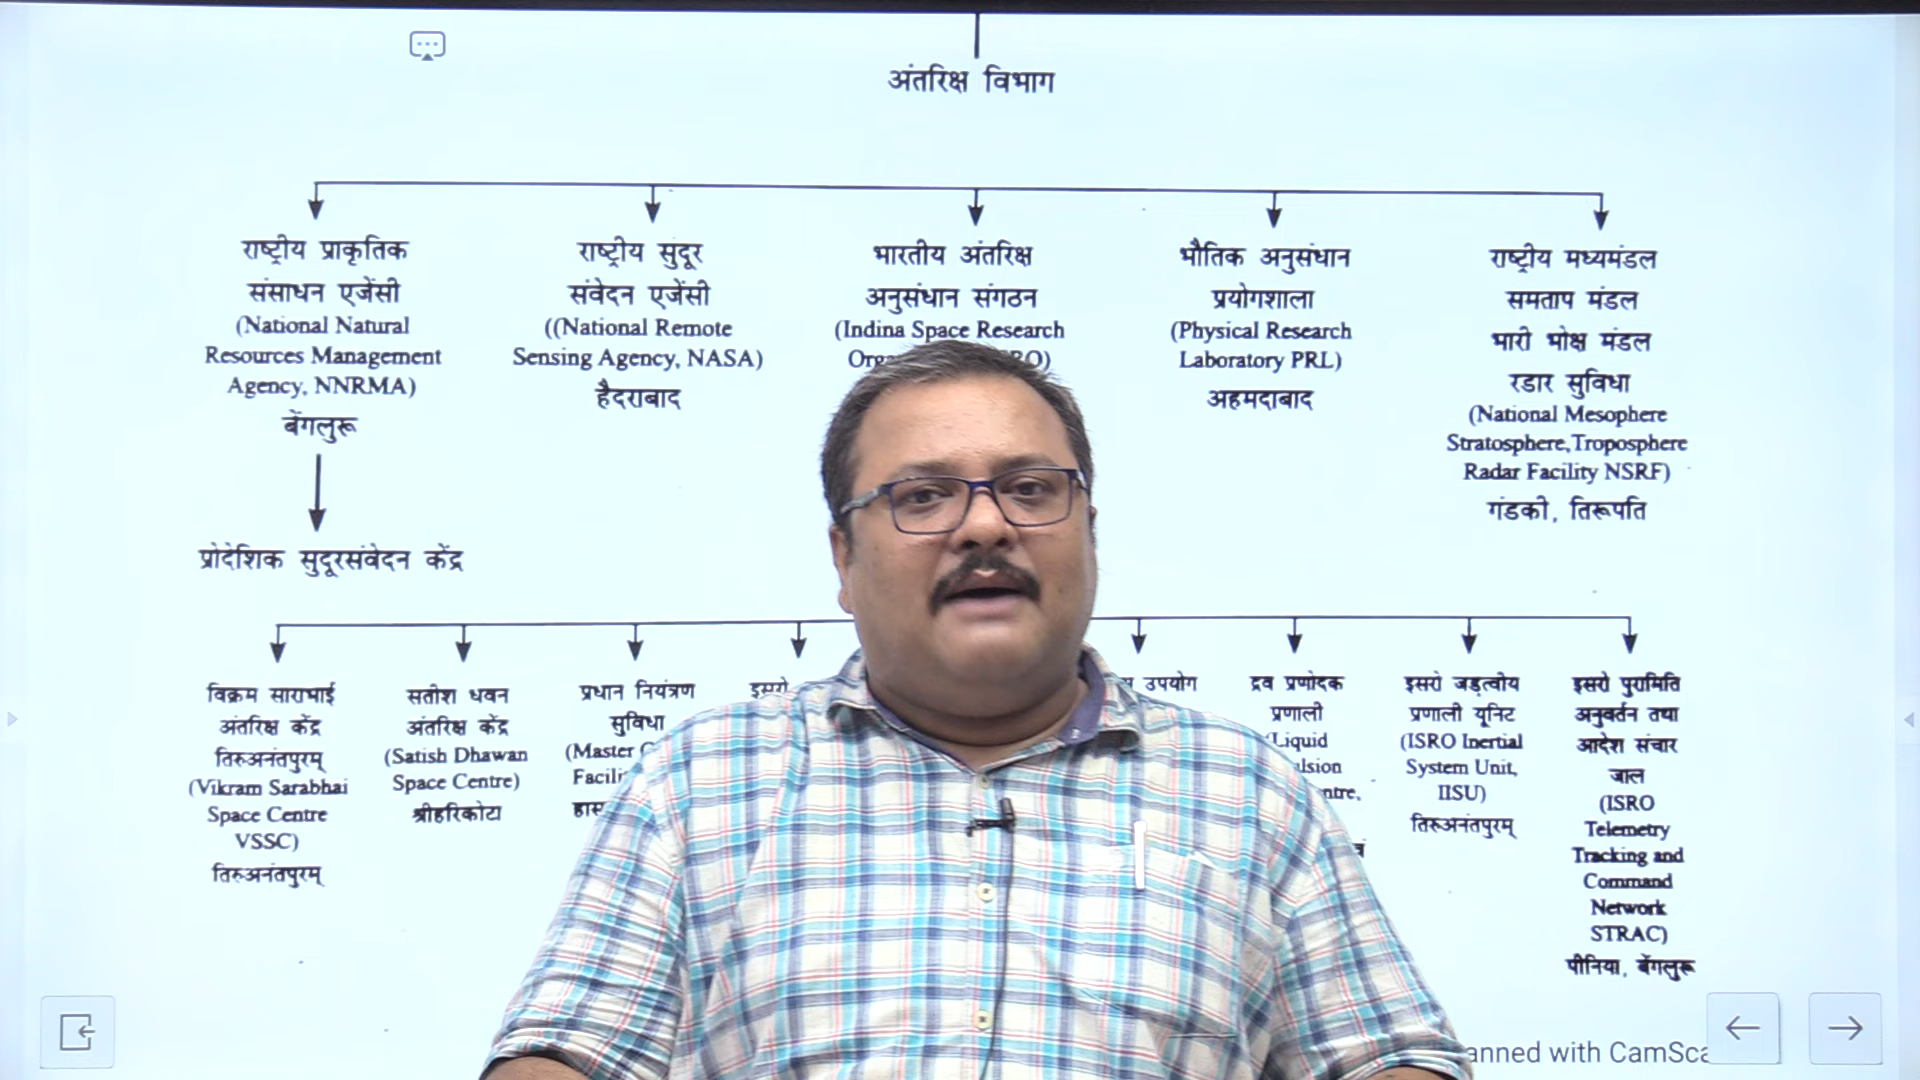 अंतरिक्ष विभाग
राष्ट्रीय प्राकृतिक
संसाधन एजेंसी
(National Natural
Resources Management
Agency, NNRMA)
बेंगलुरू
प्रोदेशिक सुदूरसंवेदन केंद्र
राष्ट्रीय सुदूर
संवेदन एजेंसी
((National Remote
Sensing Agency, NASA)
हैदराबाद
भारतीय अंतरिक्ष
अनुसंधान संगठन
(Indina Space Research
भौतिक अनुसंधान
प्रयोगशाला
(Physical Research
Laboratory PRL)
अहमदाबाद
राष्ट्रीय मध्यमंडल
समताप मंडल
भारी भोक्ष मंडल
रडार सुविधा
(National Mesophere
Stratosphere,Troposphere
Radar Facility NSRF)
गंडकी, तिरूपति
विक्रम साराभाई
अंतरिक्ष केंद्र
तिरुअनंतपुरम्
(Vikram Sarabhai
Space Centre
VSSC)
तिरुअनंतपुरम्
सतीश धवन
अंतरिक्ष केंद्र
(Satish Dhawan
Space Centre)
श्रीहरिकोटा
प्रधान नियंत्रण
सुविधा
(Master
इसरो
उपयोग
द्रव प्रणोदक
प्रणाली
Liquid
इसरो जड़त्वीय
प्रणाली यूनिट
(ISRO Inertial
System Unit,
IISU)
तिरूअनंतपुरम्
इसरो पुरामिति
अनुवर्तन तथा
आदेश संचार
जाल
(ISRO
Telemetry
Tracking and
Command
Network
STRAC)
पीनिया, बेंगलुरू
with